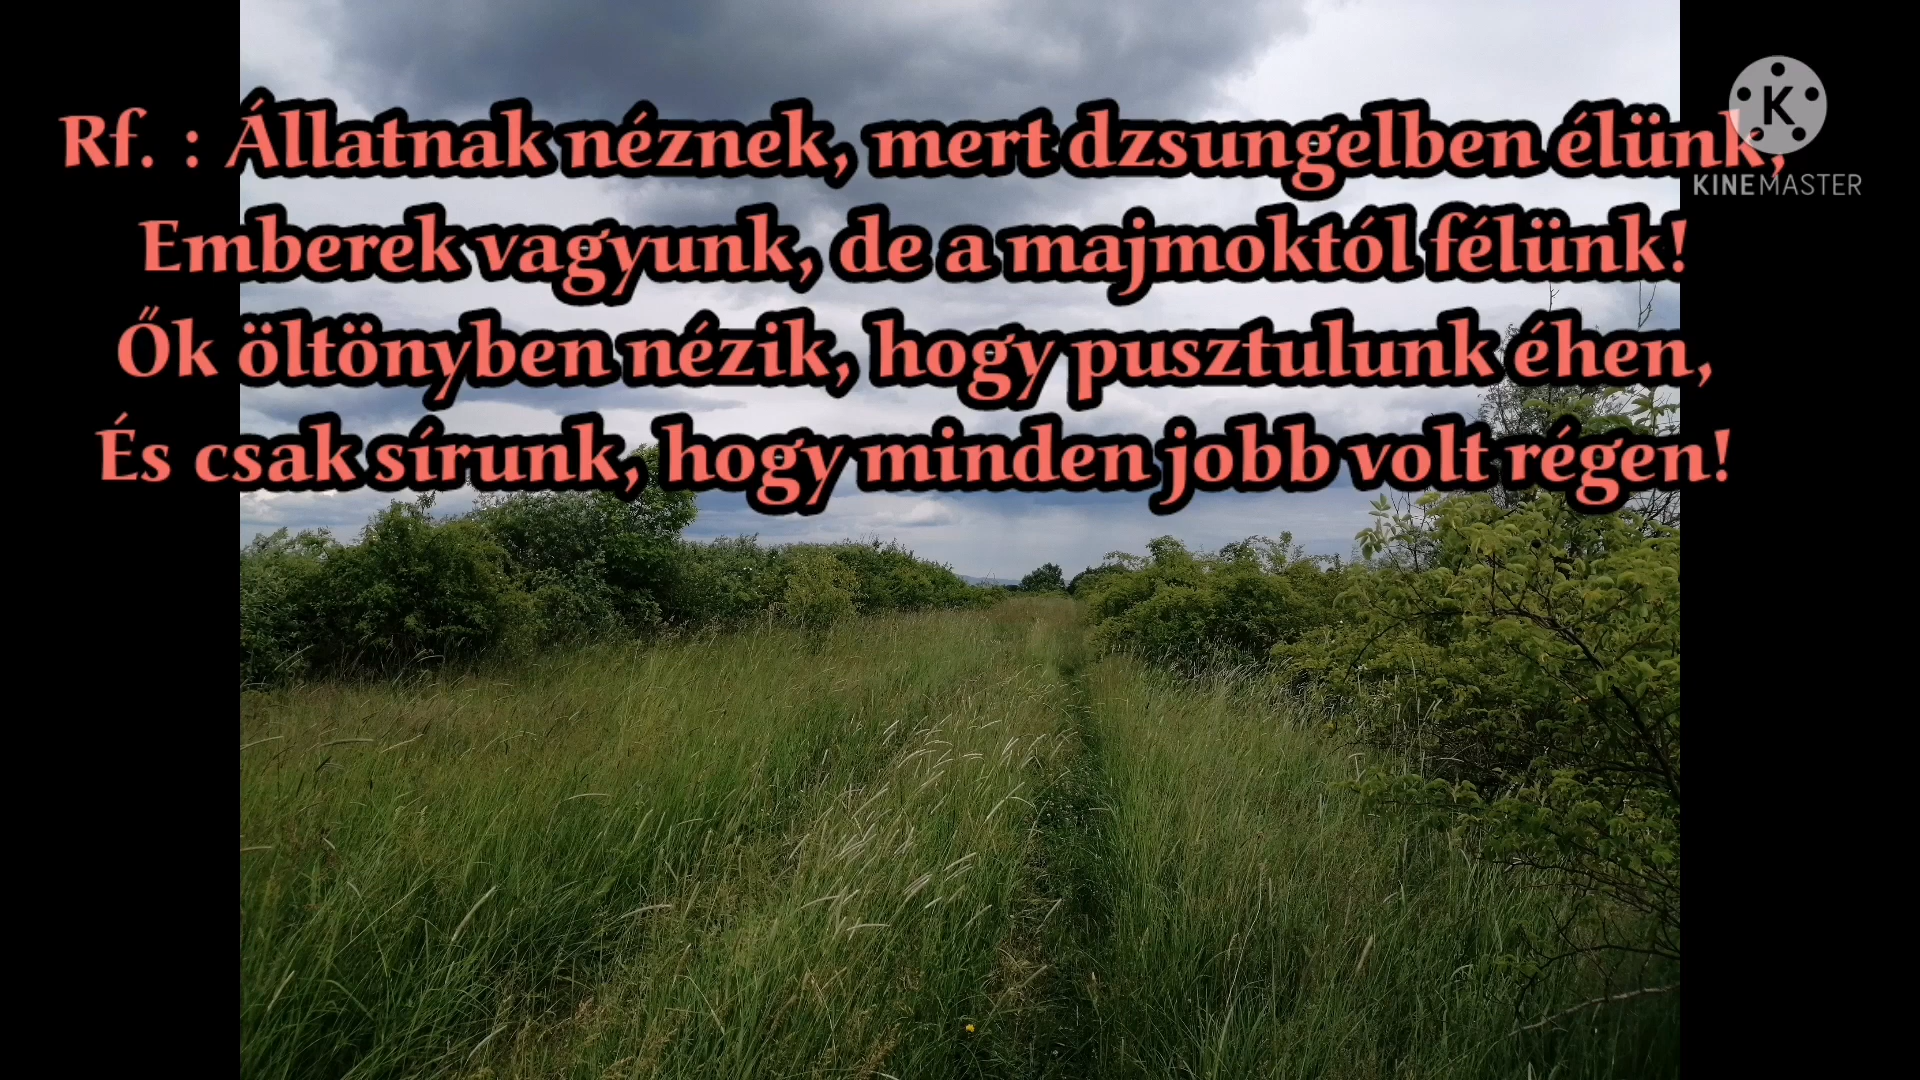 Rf. : Állatnak néznek, mert dzsungelben élünk,
Emberek vagyunk, de a majmoktól félünk!
Ők öltönyben nézik, hogy pusztulunk éhen,
És csak sírunk, hogy minden jobb volt régen!
K
KINEMASTER